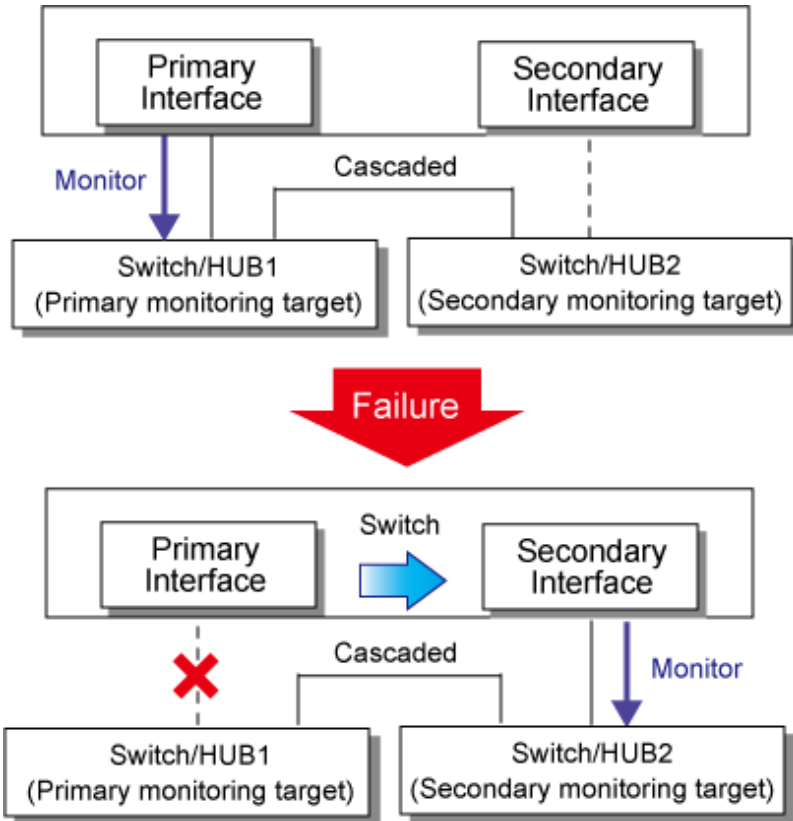 Primary
Interface
Secondary
Interface
Monitor
Cascaded
Switch/HUB1
(Primary monitoring target)
Switch/HUB2
(Secondary monitoring target)
Failure
Primary
Interface
Switch
Secondary
Interface
Cascaded
Monitor
Switch/HUB1
(Primary monitoring target)
Switch/HUB2
(Secondary monitoring target)